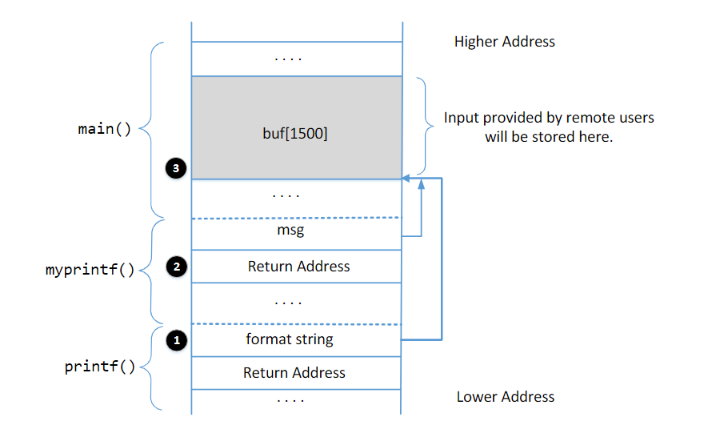 Higher Address
. . . .
main()
buf[1500]
Input provided by remote users
will be stored here.
3
. . . .
msg
myprintf()
2
Return Address
. . . .
1
format string
printf()
Return Address
. . . .
Lower Address